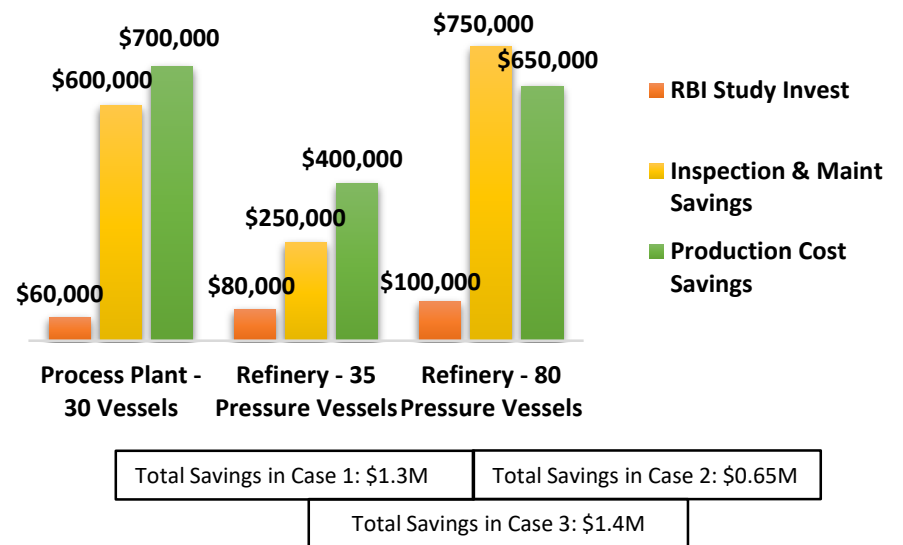 $60,000
$600,000
$700,000
$80,000
$250,000
$400,000
$100,000
$750,000
$650,000
Process Plant -
30 Vessels
Refinery - 35
Pressure Vessels
Refinery - 80
Pressure Vessels
RBI Study Invest
Inspection & Maint
Savings
Production Cost
Savings
Total Savings in Case 1: $1.3M
Total Savings in Case 2: $0.65M
Total Savings in Case 3: $1.4M